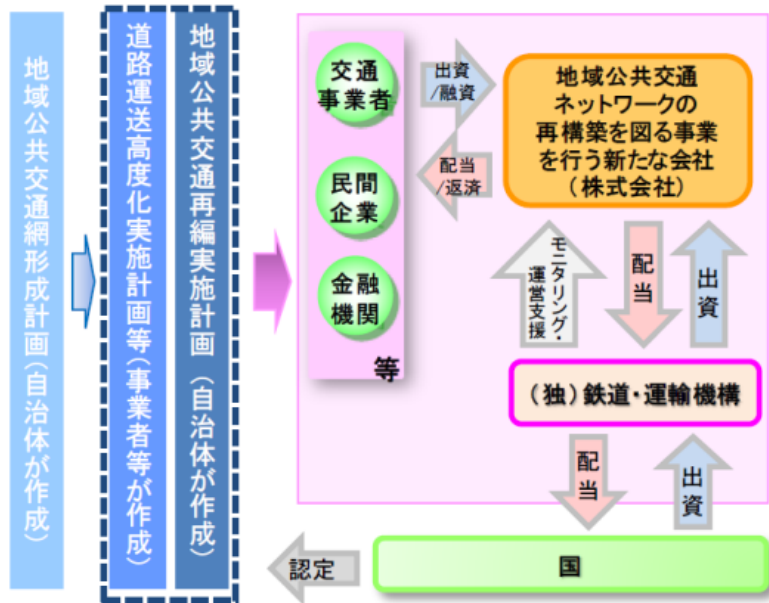 地域公共交通網形成計画(自治体が作成)
道路運送高度化実施計画等(事業者等が作成)
地域公共交通再編実施計画 (自治体が作成)
交通
事業者
民間
企業
金融
機関
等
出資
/融資
配当
/返済
地域公共交通
ネットワークの
再構築を図る事業
を行う新たな会社
(株式会社)
モニタリング・
運営支援
配当
出資
(独)鉄道・運輸機構
配当
出資
認定
国